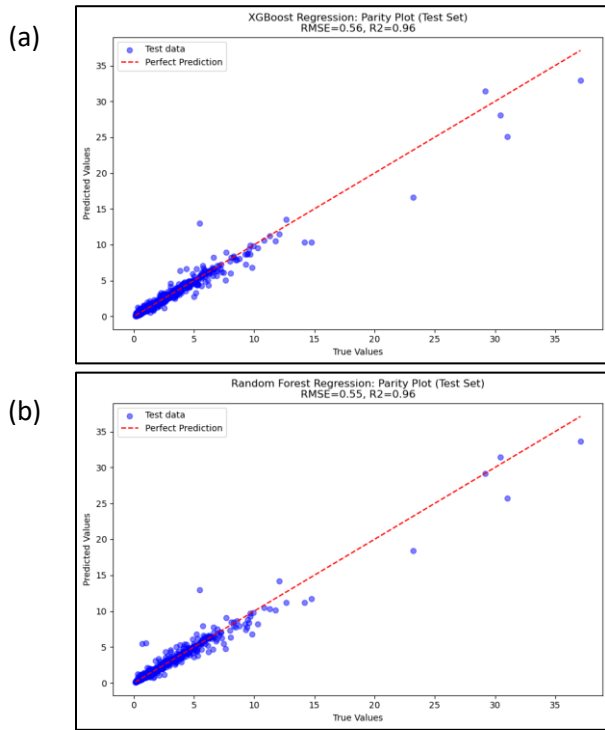 (a)
XGBoost Regression: Parity Plot (Test Set)
RMSE=0.56, R2=0.96
Test data
Perfect Prediction
35
30
25
20
15
10
5
0
Predicted Values
0
5
10
15
20
25
30
35
True Values
(b)
Random Forest Regression: Parity Plot (Test Set)
RMSE=0.55, R2=0.96
Test data
Perfect Prediction
35
30
25
20
15
10
5
0
Predicted Values
0
5
10
15
20
25
30
35
True Values